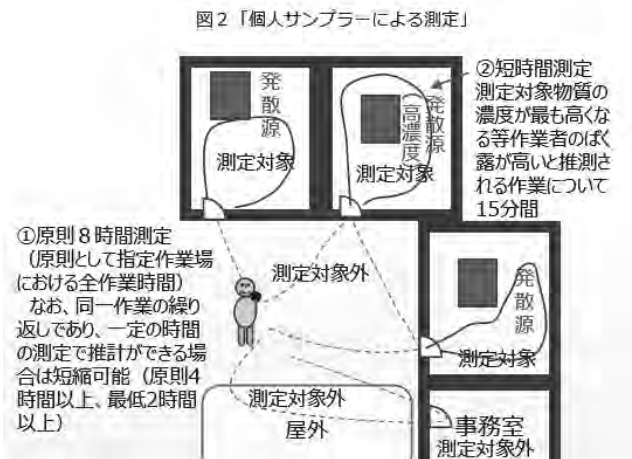 図２「個人サンプラーによる測定」
発散源
測定対象
発散源
（高濃度）
測定対象
②短時間測定
測定対象物質の
濃度が最も高くな
る等作業者のばく
露が高いと推測さ
れる作業について
15分間
①原則８時間測定
（原則として指定作業場
における全作業時間）
なお、同一作業の繰り
返しであり、一定の時間
の測定で推計ができる場
合は短縮可能（原則4
時間以上、最低2時間
以上）
測定対象外
発散源
測定対象
測定対象外
屋外
事務室
測定対象外